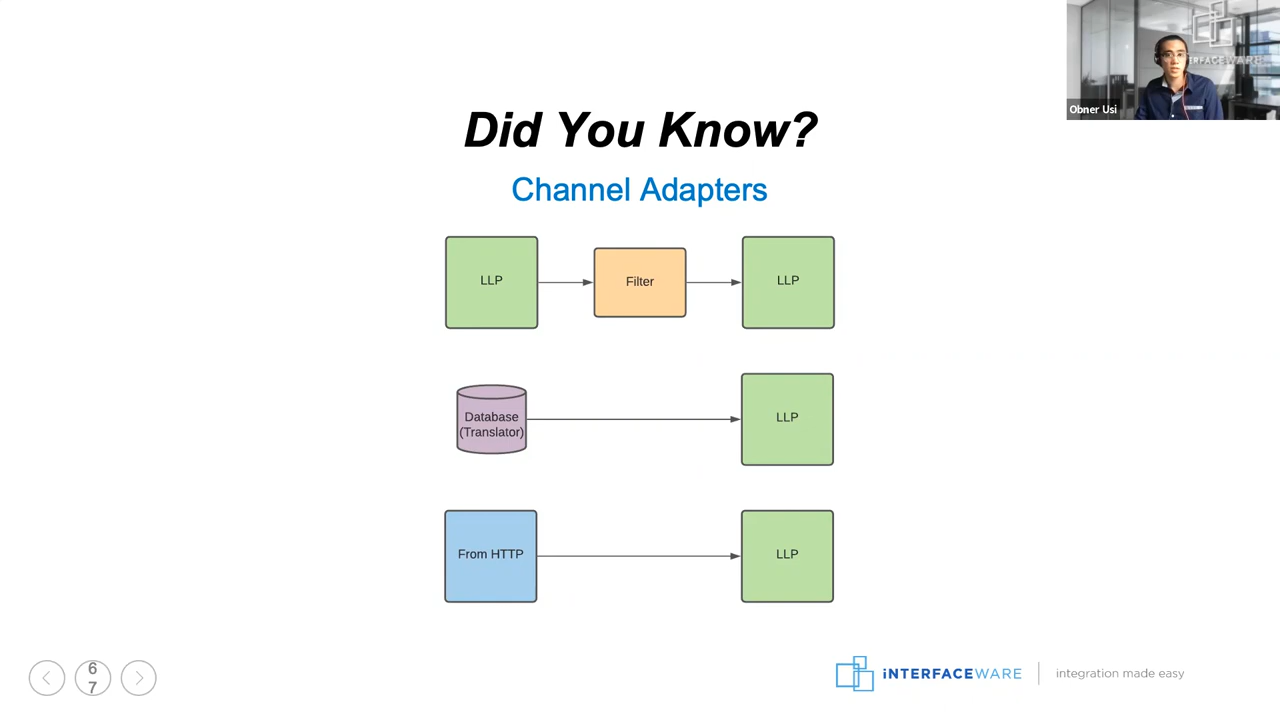 Did You Know?
Channel Adapters
LLP
Filter
LLP
Database
(Translator)
LLP
From HTTP
LLP
6
7
iNTERFACEWARE
integration made easy
ERFACEWARE
Obner Usi